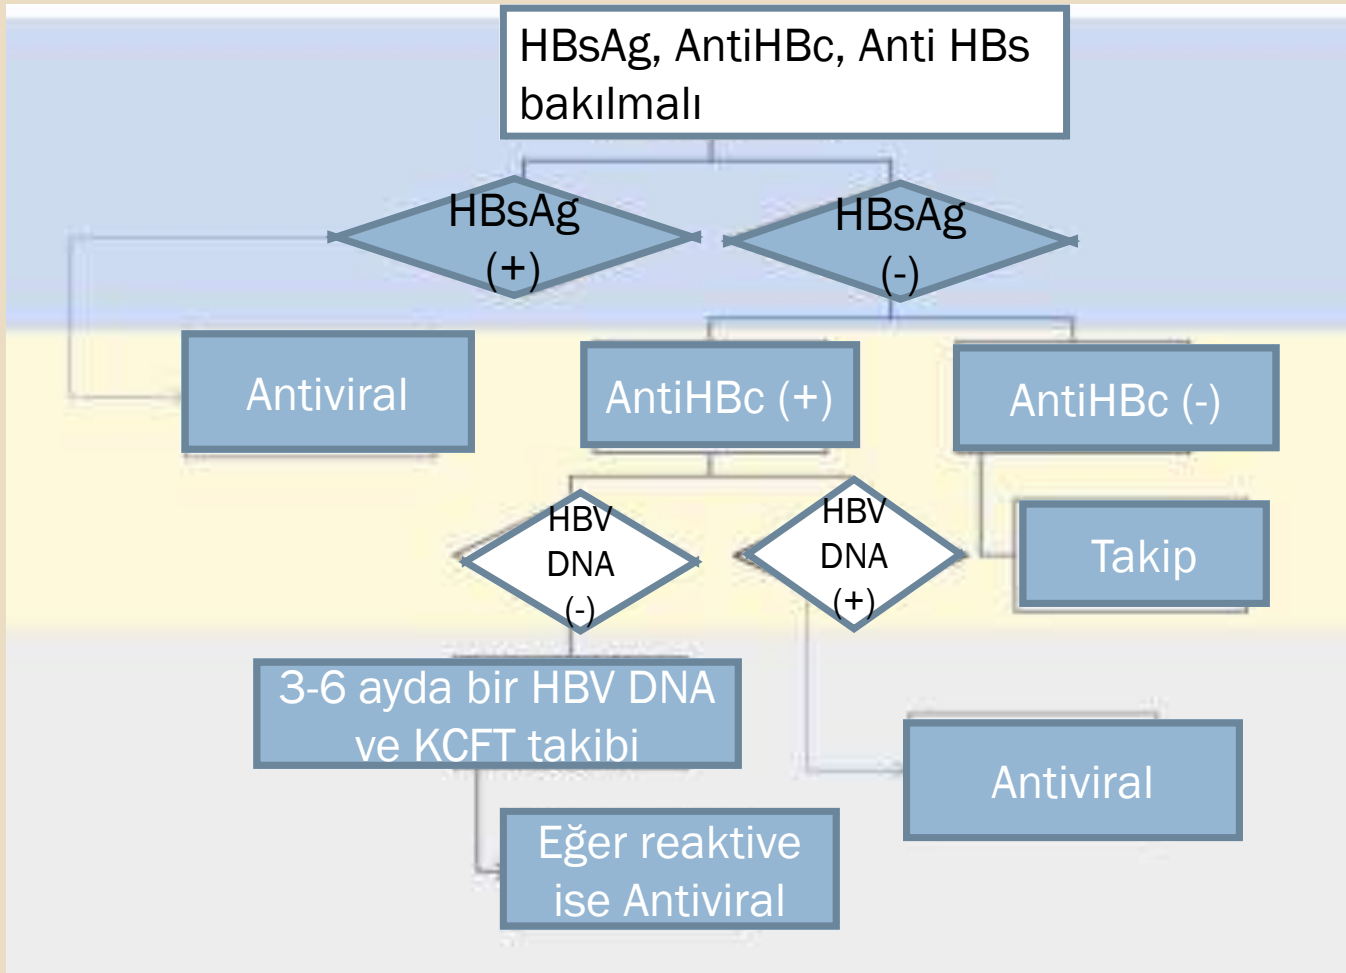 HBsAg, AntiHBc, Anti HBs
bakılmalı
HBsAg
(+)
HBsAg
(-)
Antiviral
AntiHBc (+)
AntiHBc (-)
HBV
DNA
(-)
HBV
DNA
(+)
Takip
3-6 ayda bir HBV DNA
ve KCFT takibi
Antiviral
Eğer reaktive
ise Antiviral